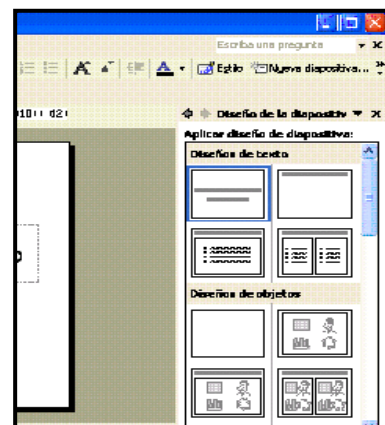 Escriba una pregunta
Estilo Nueva diapositiva...
Diseño de la diapositiv
Aplicar diseño de diapositiva:
Diseños de texto
Diseños de objetos